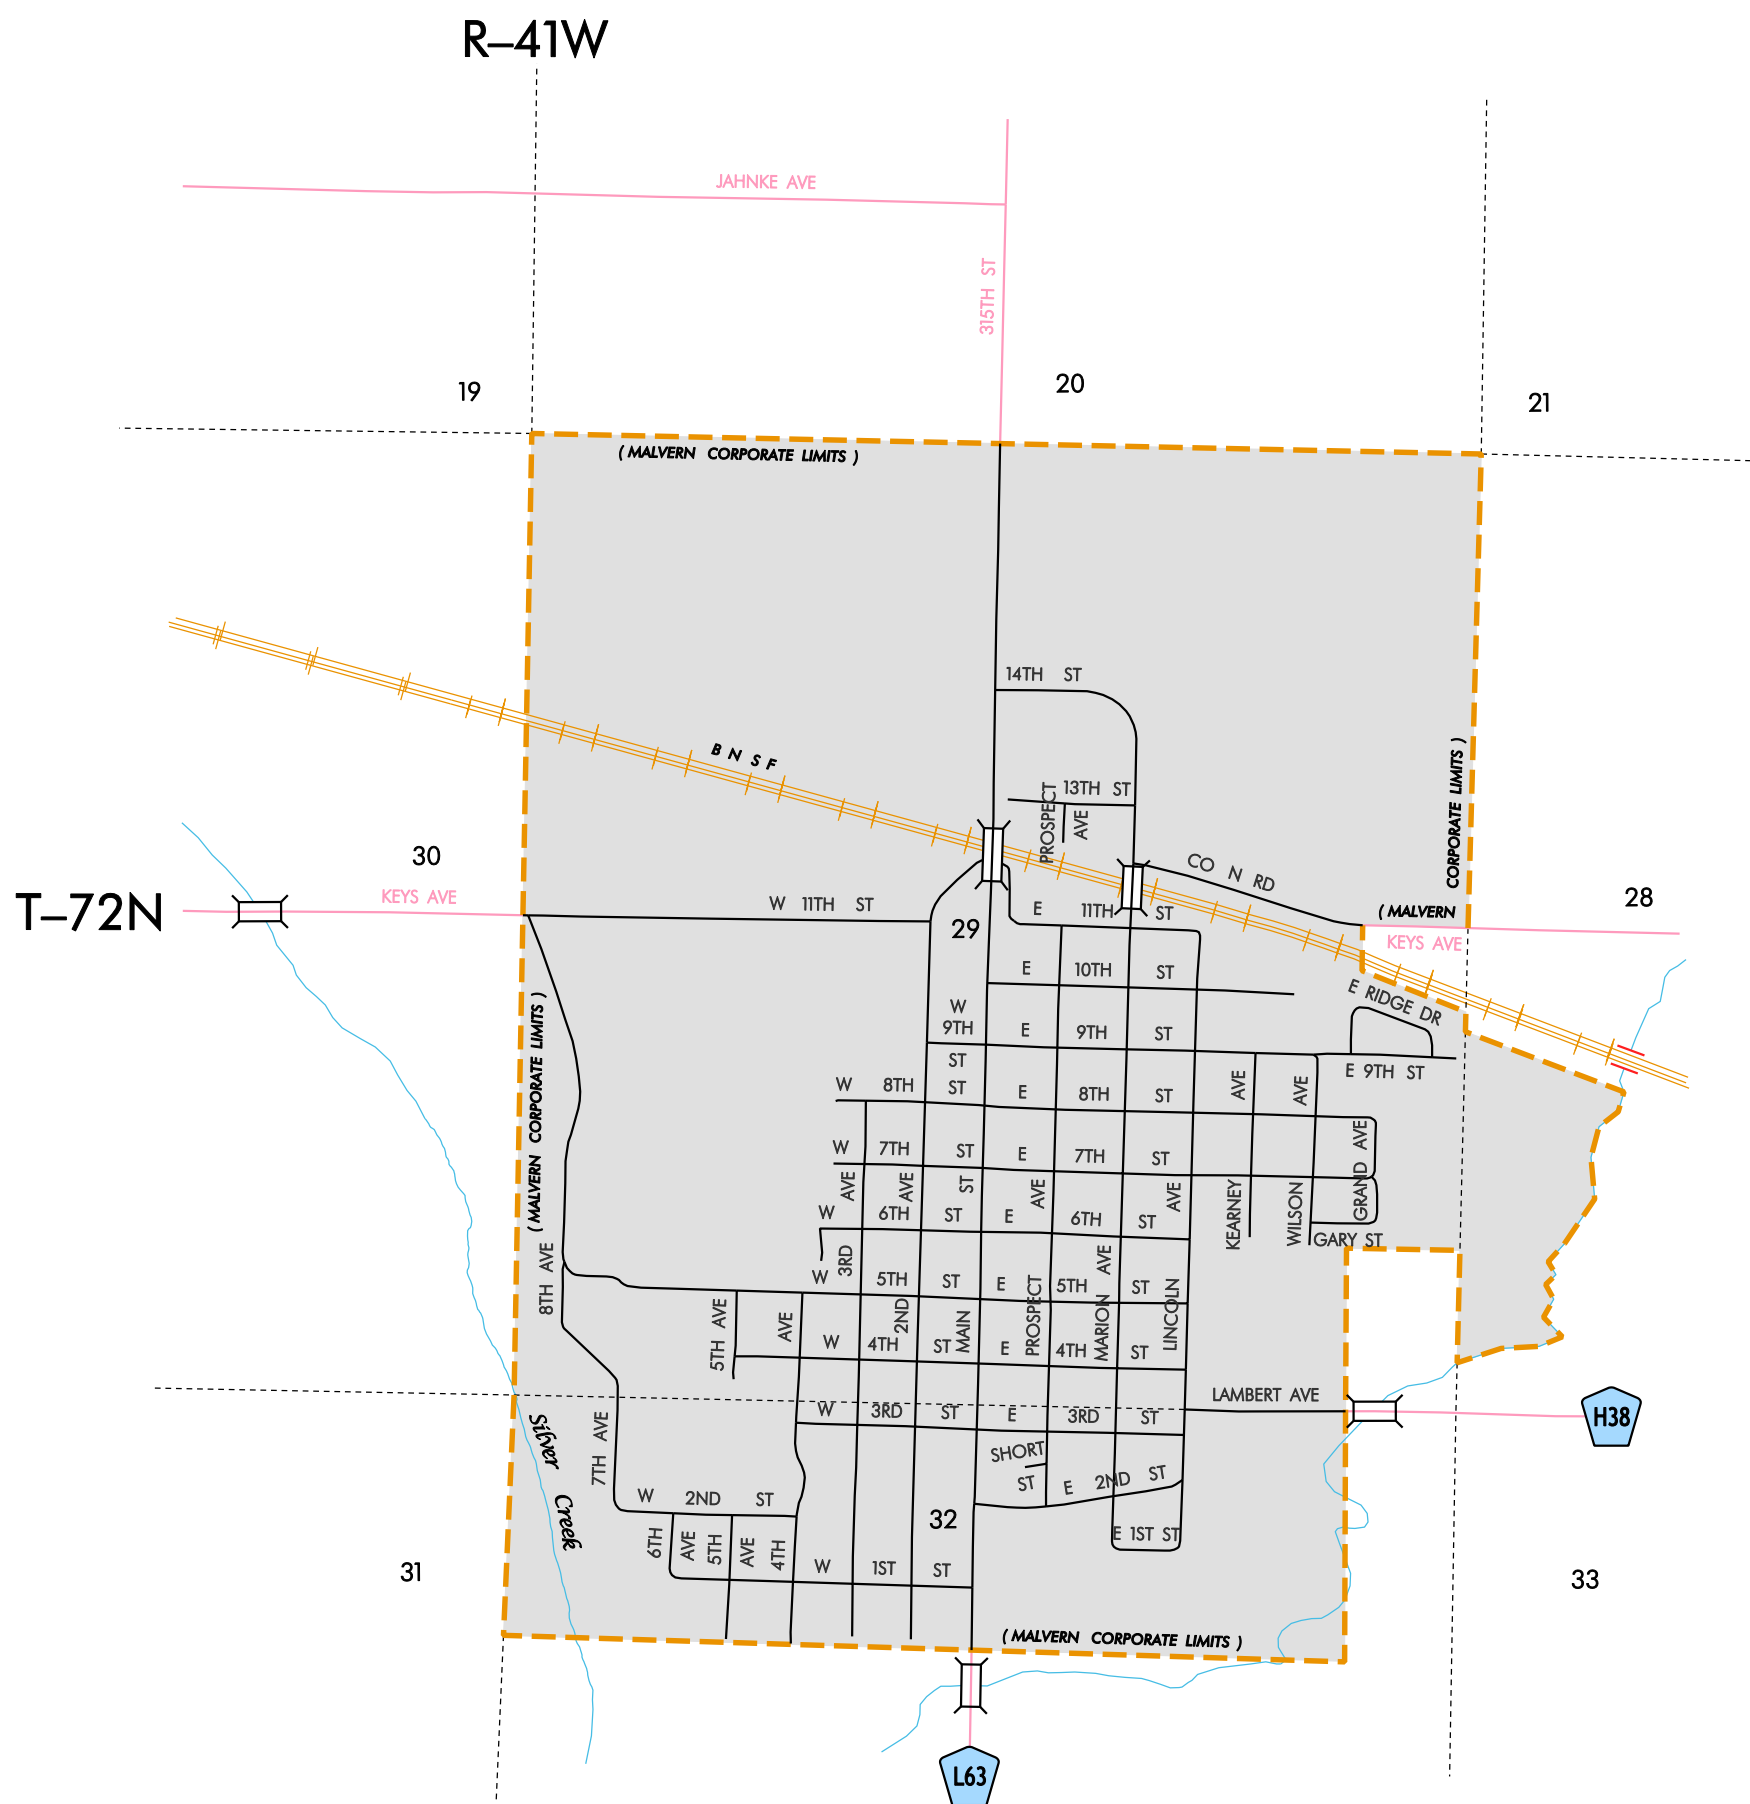 R–41W
JAHNKE AVE
315TH ST
19
20
21
( MALVERN CORPORATE LIMITS )
14TH ST
B N S F
13TH ST
PROSPECT
AVE
CORPORATE LIMITS )
( MALVERN
30
T–72N
KEYS AVE
W 11TH ST
29
E 11TH ST
CO N RD
28
KEYS AVE
E 10TH ST
E RIDGE DR
W
9TH
ST
E 9TH ST
E 9TH ST
( MALVERN CORPORATE LIMITS )
W 8TH ST
E 8TH ST
AVE
AVE
W 7TH ST
E 7TH ST
GRAND AVE
AVE
AVE
ST
AVE
AVE
KEARNEY
WILSON
W 6TH ST
E 6TH ST
GARY ST
8TH AVE
3RD
AVE
W 5TH ST
E 5TH ST
5TH AVE
AVE
2ND
MAIN
PROSPECT
MARION
LINCOLN
W 4TH ST
E 4TH ST
LAMBERT AVE
H38
W 3RD ST
E 3RD ST
Silver
Creek
7TH AVE
SHORT
ST
E 2ND ST
W 2ND ST
32
E 1ST ST
6TH
AVE
5TH
AVE
4TH
W 1ST ST
31
33
( MALVERN CORPORATE LIMITS )
L63